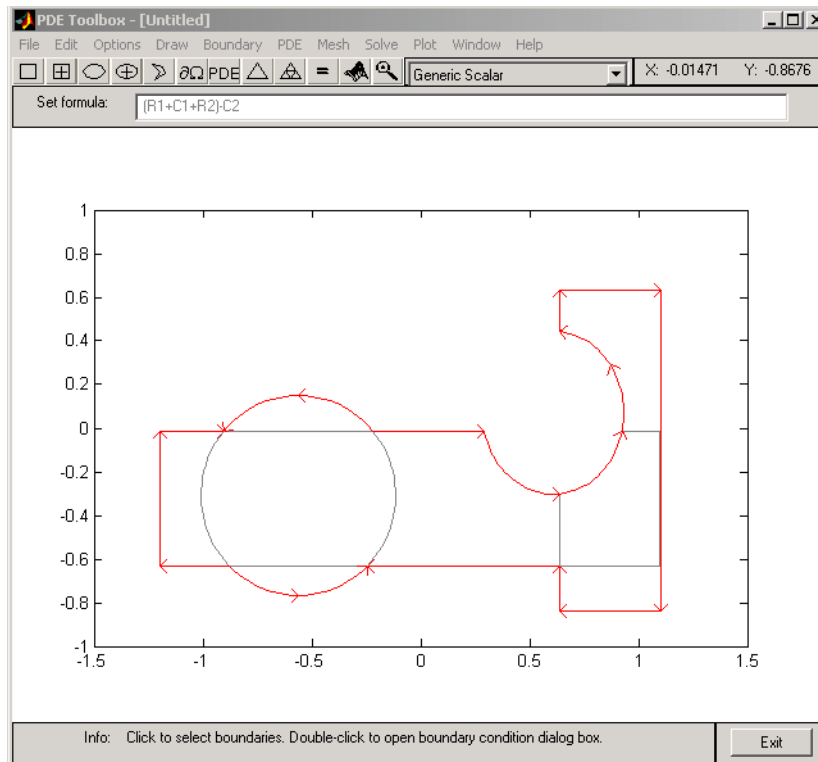 PDE Toolbox - [Untitled]
File Edit Options Draw Boundary PDE Mesh Solve Plot Window Help
∂Ω PDE = Generic Scalar X: -0.01471 Y: -0.8676
Set formula: (R1+C1+R2)-C2
1
0.8
0.6
0.4
0.2
0
-0.2
-0.4
-0.6
-0.8
-1
-1.5 -1 -0.5 0 0.5 1 1.5
Info: Click to select boundaries. Double-click to open boundary condition dialog box. Exit